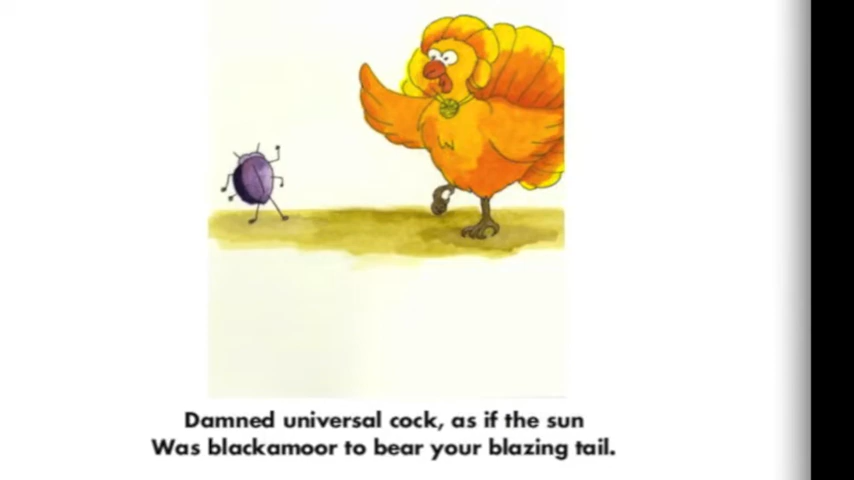 Damned universal cock, as if the sun
Was blackamoor to bear your blazing tail.